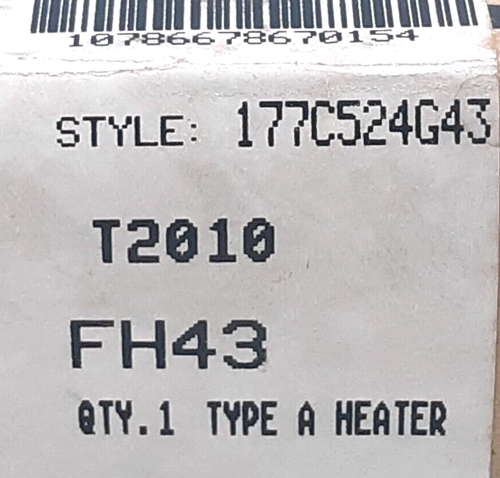 10786678670154
STYLE: 177C524G43
T2010
FH43
QTY.1 TYPE A HEATER